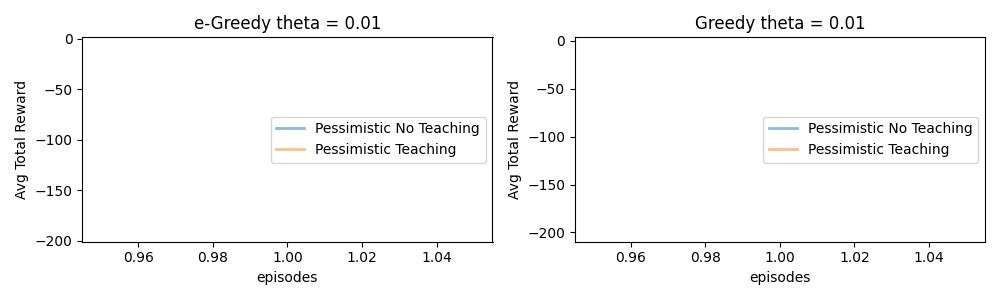 e-Greedy theta = 0.01
Avg Total Reward
0
−50
−100
−150
−200
Pessimistic No Teaching
Pessimistic Teaching
0.96 0.98 1.00 1.02 1.04
episodes
Greedy theta = 0.01
Avg Total Reward
0
−50
−100
−150
−200
Pessimistic No Teaching
Pessimistic Teaching
0.96 0.98 1.00 1.02 1.04
episodes